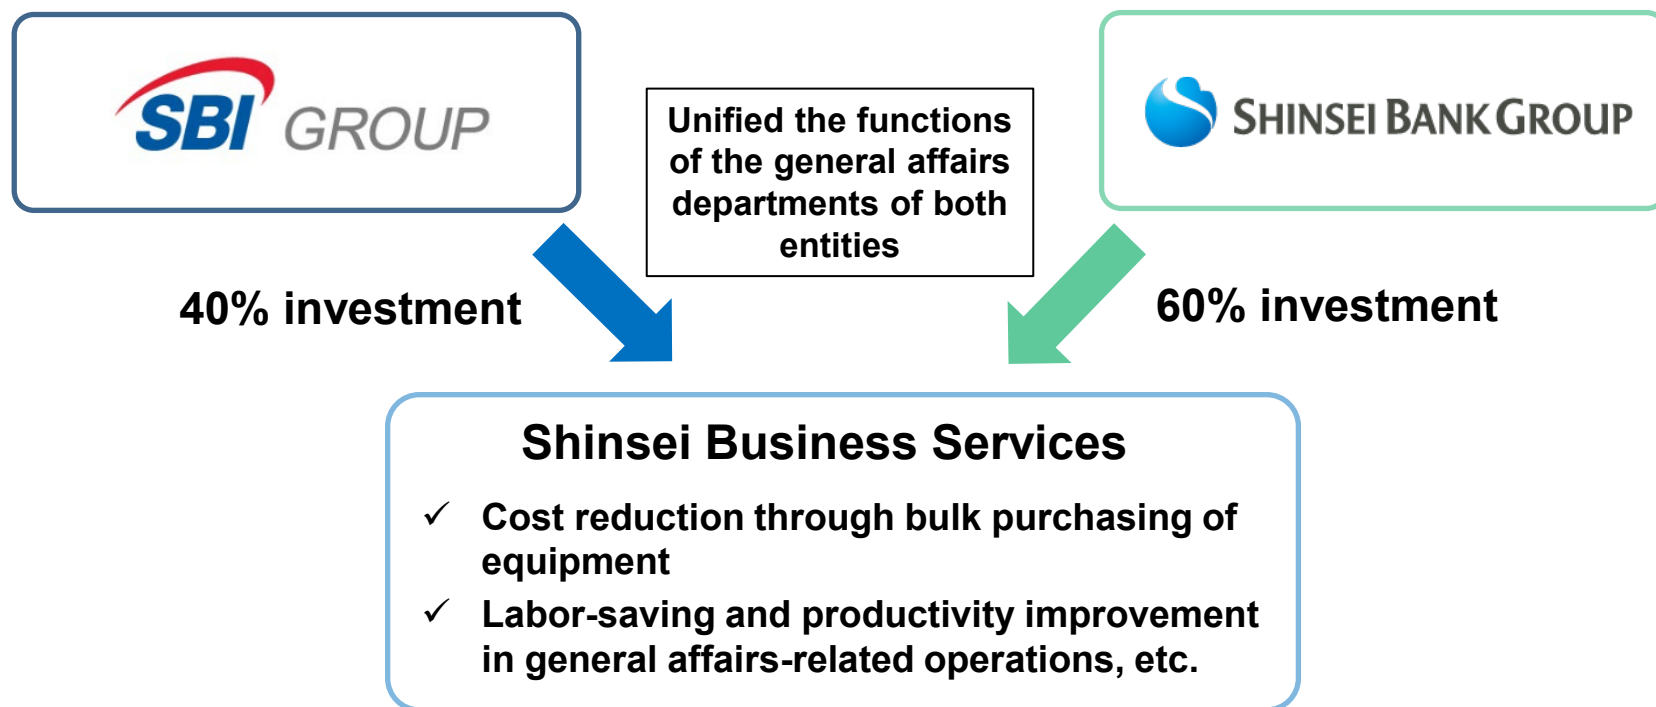 SBI GROUP
Unified the functions
of the general affairs
departments of both
entities
SHINSEI BANK GROUP
40% investment
60% investment
Shinsei Business Services
✓ Cost reduction through bulk purchasing of
equipment
✓ Labor-saving and productivity improvement
in general affairs-related operations, etc.